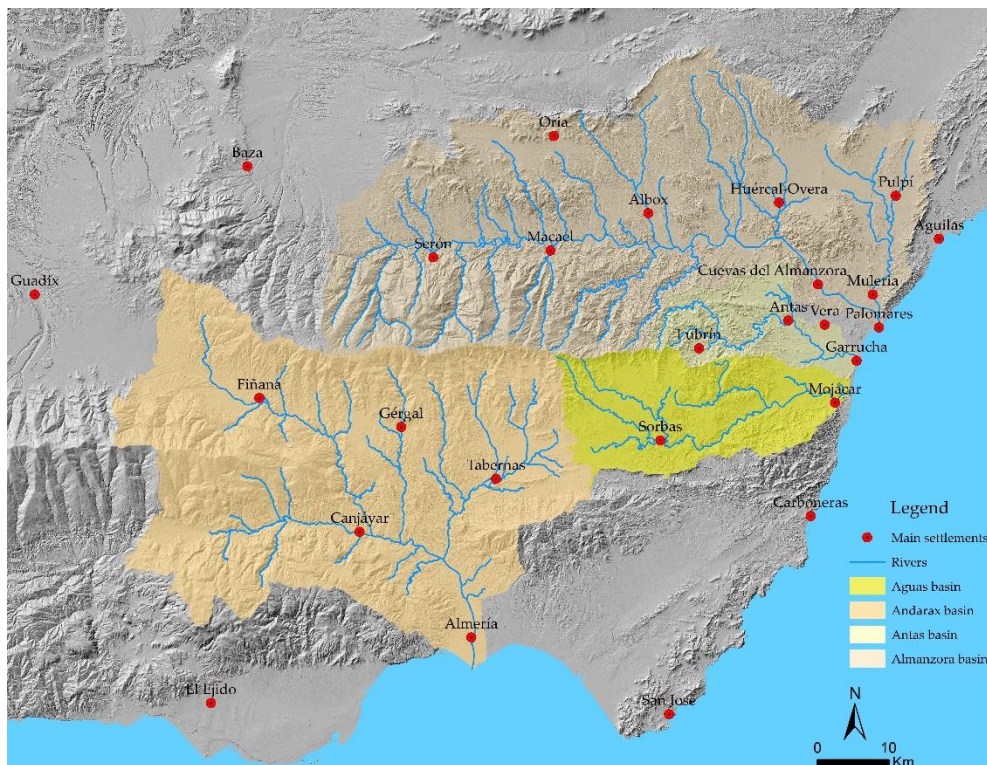 Oria
Baza
Huércal-Overa
Pulpí
Albox
Aguilas
Serón
Macael
Guadix
Cuevas del Almanzora
Mulería
Antas
Vera
Palomares
Lubrín
Garrucha
Fiñana
Mojácar
Gérgal
Sorbas
Tabernas
Canjáyar
Carboneras
Legend
Main settlements
Rivers
Aguas basin
Andarax basin
Antas basin
Almanzora basin
Almería
El Ejido
San José
N
0 10
Km